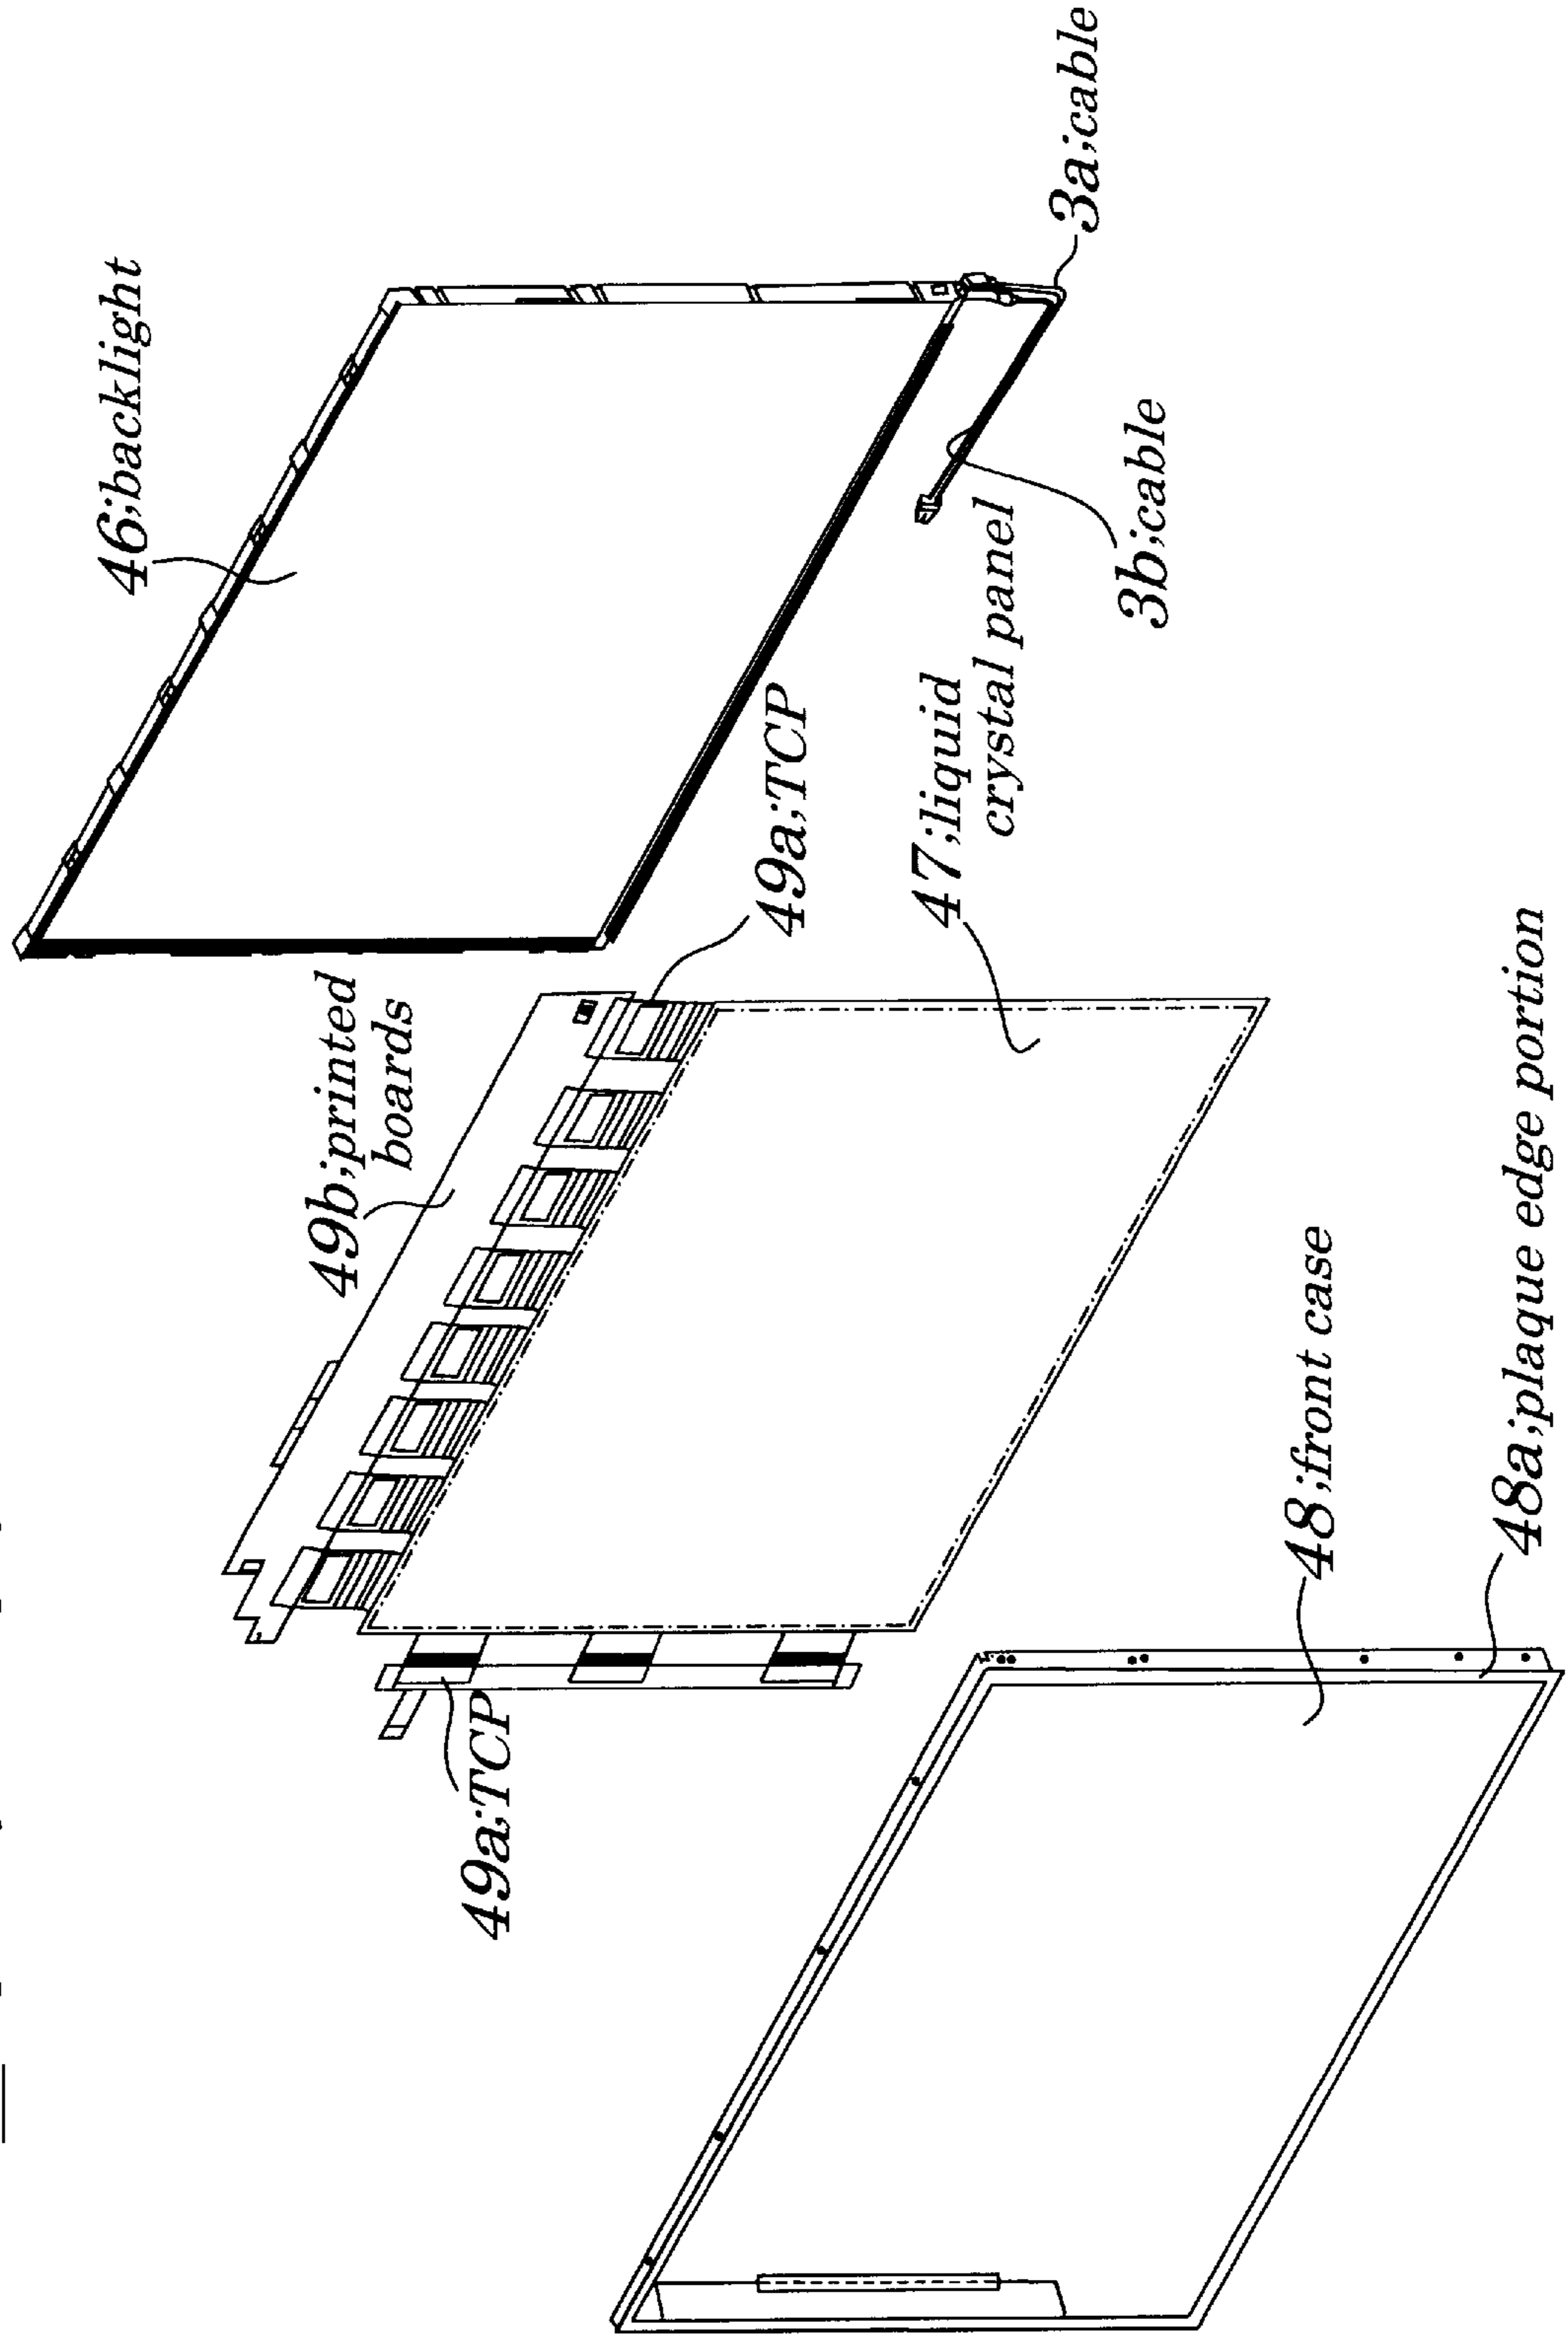 46;backlight
3a;cable
3b;cable
49b;printed
boards
49a;TCP
47;liquid
crystal panel
49a;TCP
48;front case
48a;plaque edge portion